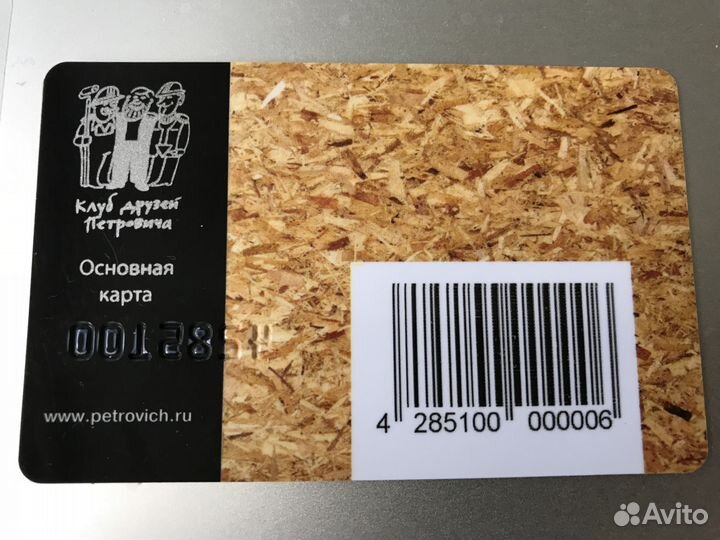 Клуб друзей
Петровича
Основная
карта
www.petrovich.ru
4 285100 000006
Avito